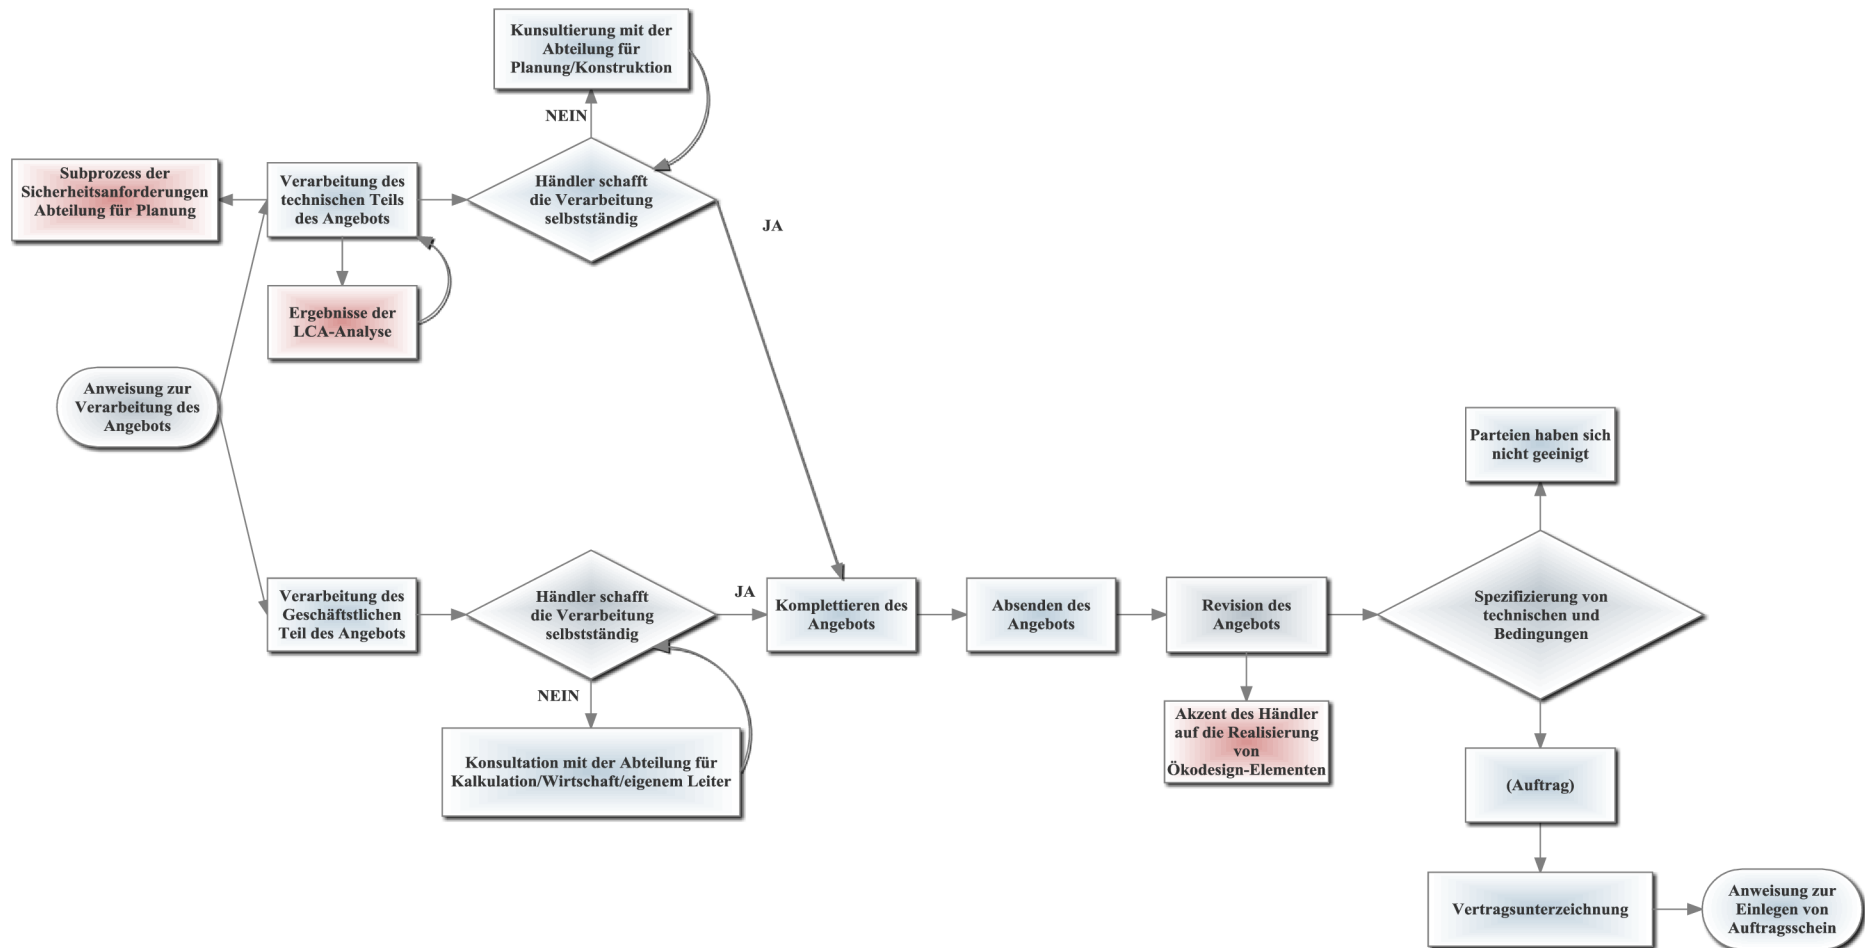 Kunsultierung mit der
Abteilung für
Planung/Konstruktion
NEIN
Subprozess der
Sicherheitsanforderungen
Abteilung für Planung
Verarbeitung des
technischen Teils
des Angebots
Händler schafft
die Verarbeitung
selbstständig
JA
Ergebnisse der
LCA-Analyse
Anweisung zur
Verarbeitung des
Angebots
Parteien haben sich
nicht geeinigt
Verarbeitung des
Geschäftstlichen
Teil des Angebots
Händler schafft
die Verarbeitung
selbstständig
JA
Komplettieren des
Angebots
Absenden des
Angebots
Revision des
Angebots
Spezifizierung von
technischen und
Bedingungen
NEIN
Konsultation mit der Abteilung für
Kalkulation/Wirtschaft/eigenem Leiter
Akzent des Händler
auf die Realisierung
von
Ökodesign-Elementen
(Auftrag)
Vertragsunterzeichnung
Anweisung zur
Einlegen von
Auftragsschein